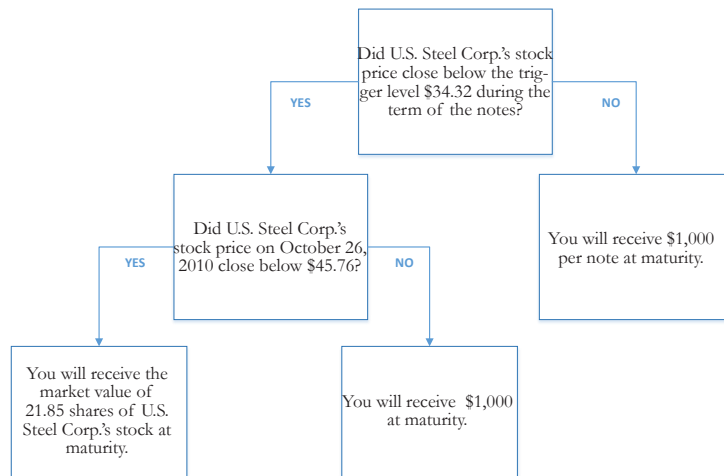 Did U.S. Steel Corp.'s stock
price close below the trig-
ger level $34.32 during the
term of the notes?
YES
NO
Did U.S. Steel Corp.'s
stock price on October 26,
2010 close below $45.76?
You will receive $1,000
per note at maturity.
YES
NO
You will receive the
market value of
21.85 shares of U.S.
Steel Corp.'s stock at
maturity.
You will receive $1,000
at maturity.